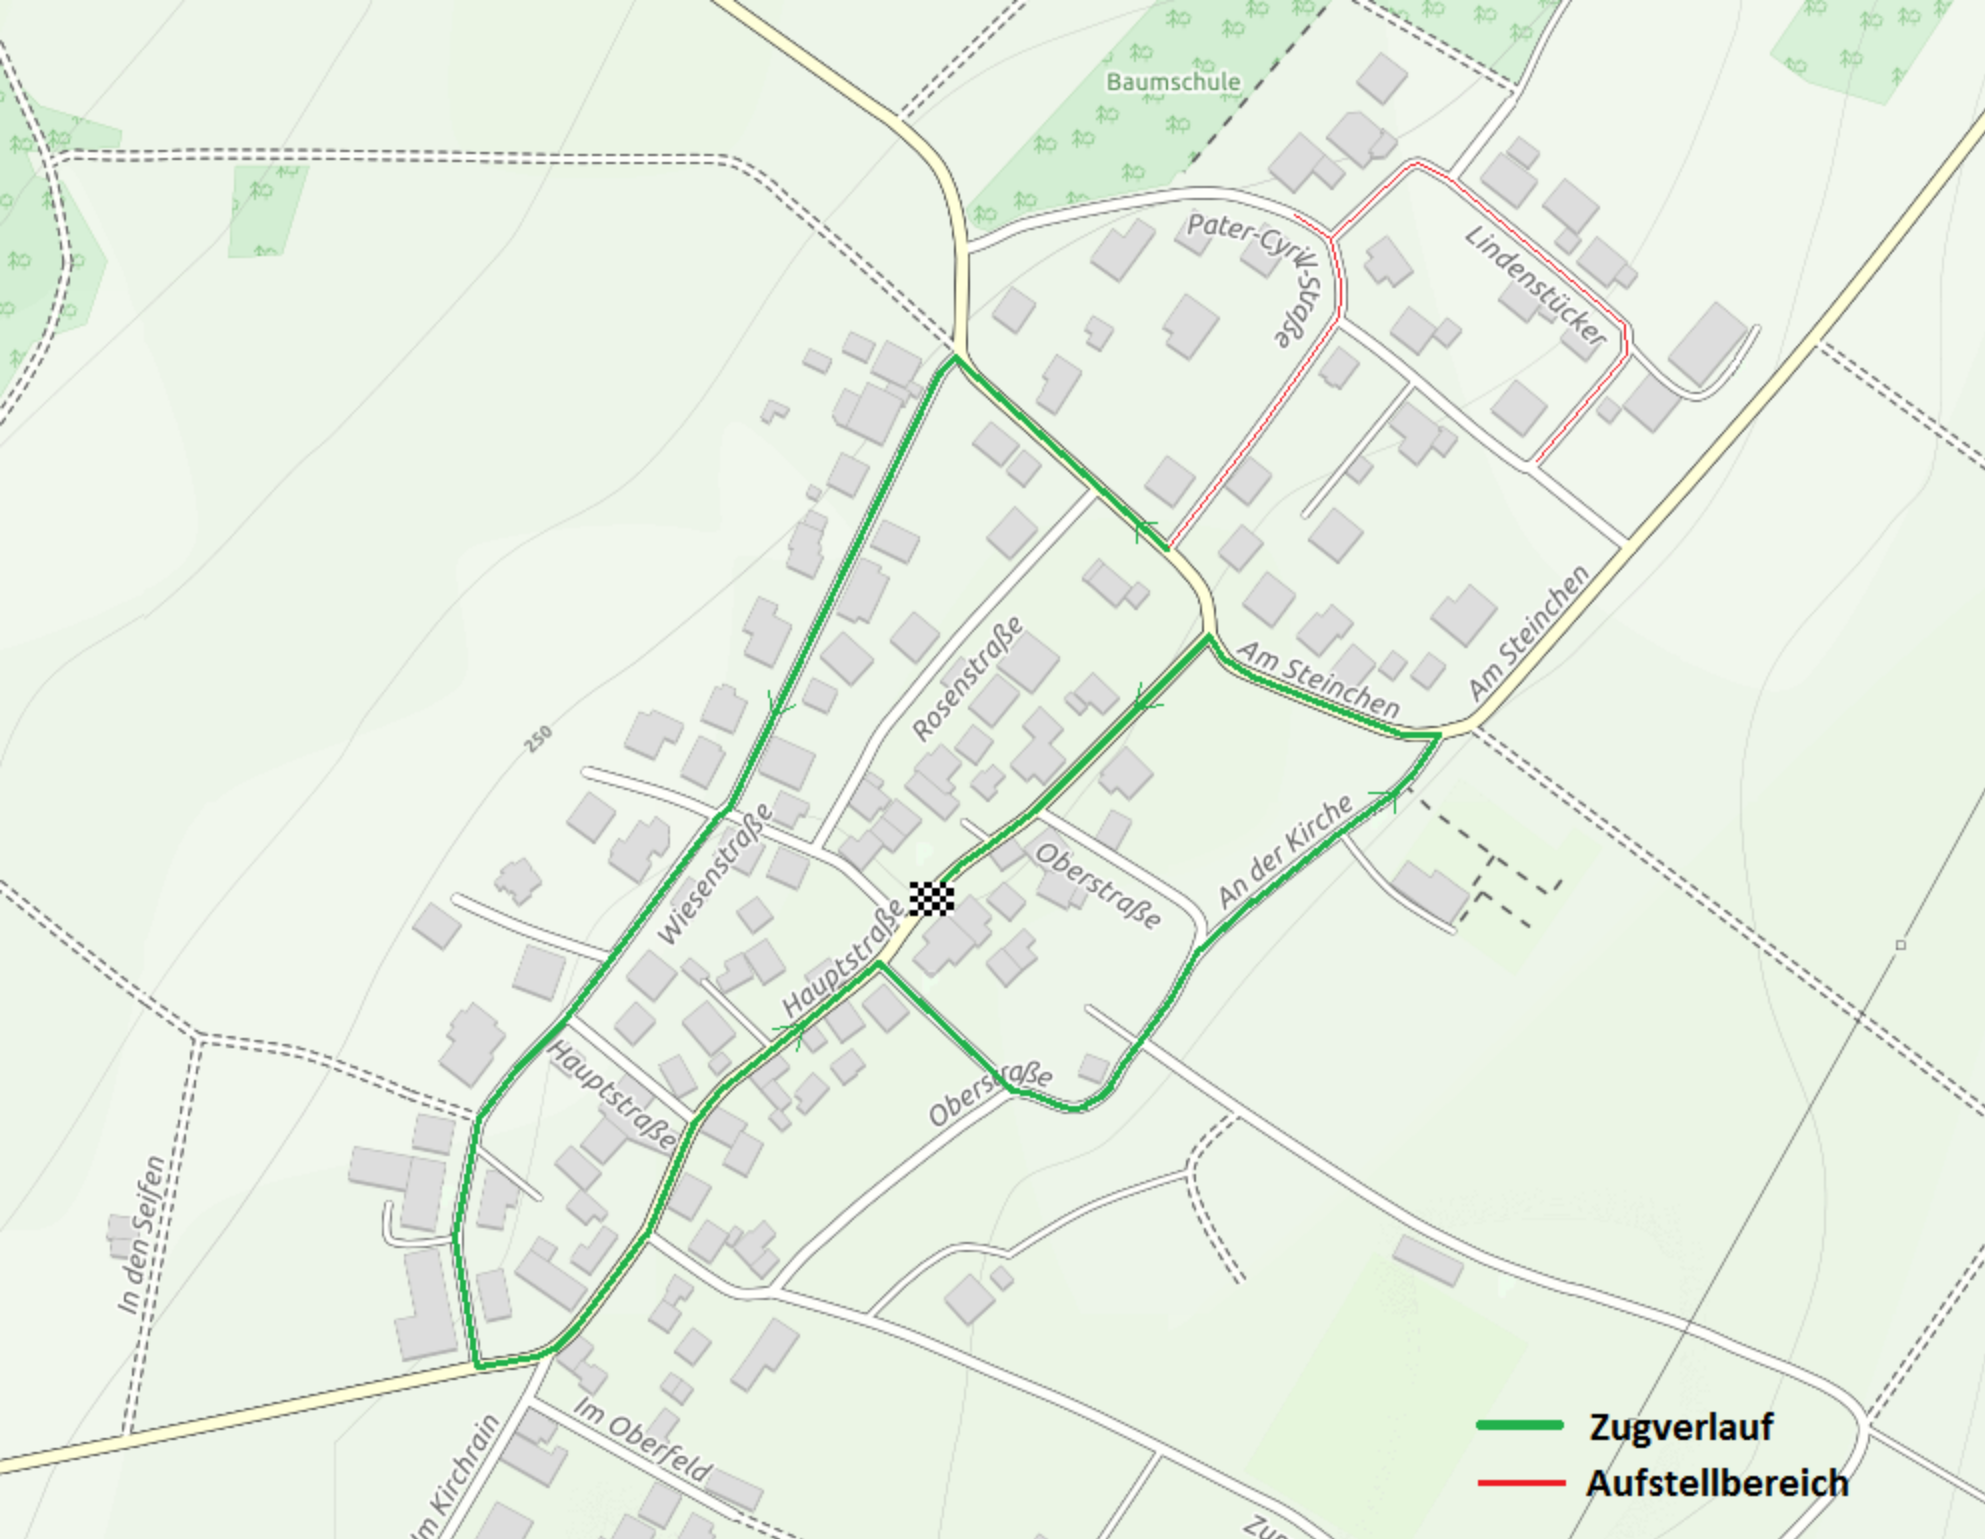 Baumschule
Pater-Cyrill-Straße
Lindenstücker
Rosenstraße
Am Steinchen
Am Steinchen
250
Wiesenstraße
Oberstraße
An der Kirche
Hauptstraße
Hauptstraße
Oberstraße
In den Seifen
Im Oberfeld
Im Kirchrain
Zugverlauf
Aufstellbereich